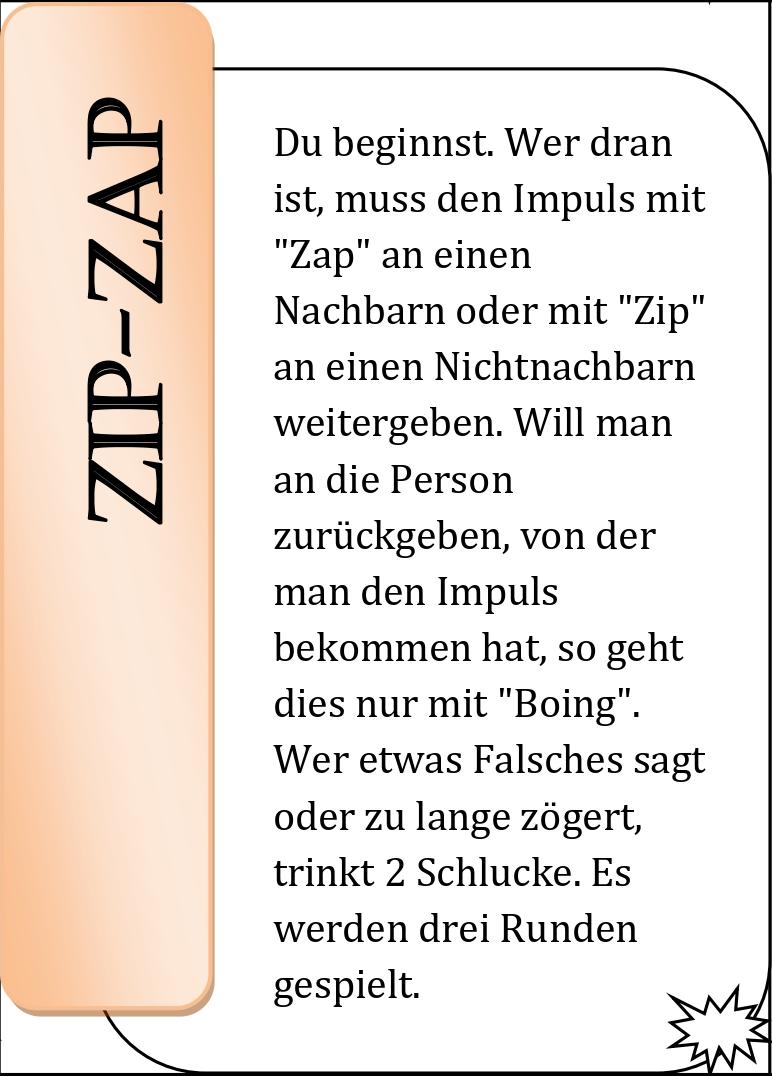 ZIP-ZAP
Du beginnst. Wer dran
ist, muss den Impuls mit
"Zap" an einen
Nachbarn oder mit "Zip"
an einen Nichtnachbarn
weitergeben. Will man
an die Person
zurückgeben, von der
man den Impuls
bekommen hat, so geht
dies nur mit "Boing".
Wer etwas Falsches sagt
oder zu lange zögert,
trinkt 2 Schlucke. Es
werden drei Runden
gespielt.